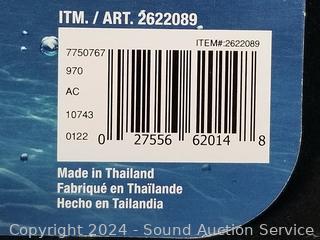 ITM. / ART. 2622089
ITEM#:2622089
7750767
970
AC
10743
0122
0 27556 62014 8
Made in Thailand
Fabriqué en Thaïlande
Hecho en Tailandia
Copyright © 2024 - Sound Auction Service